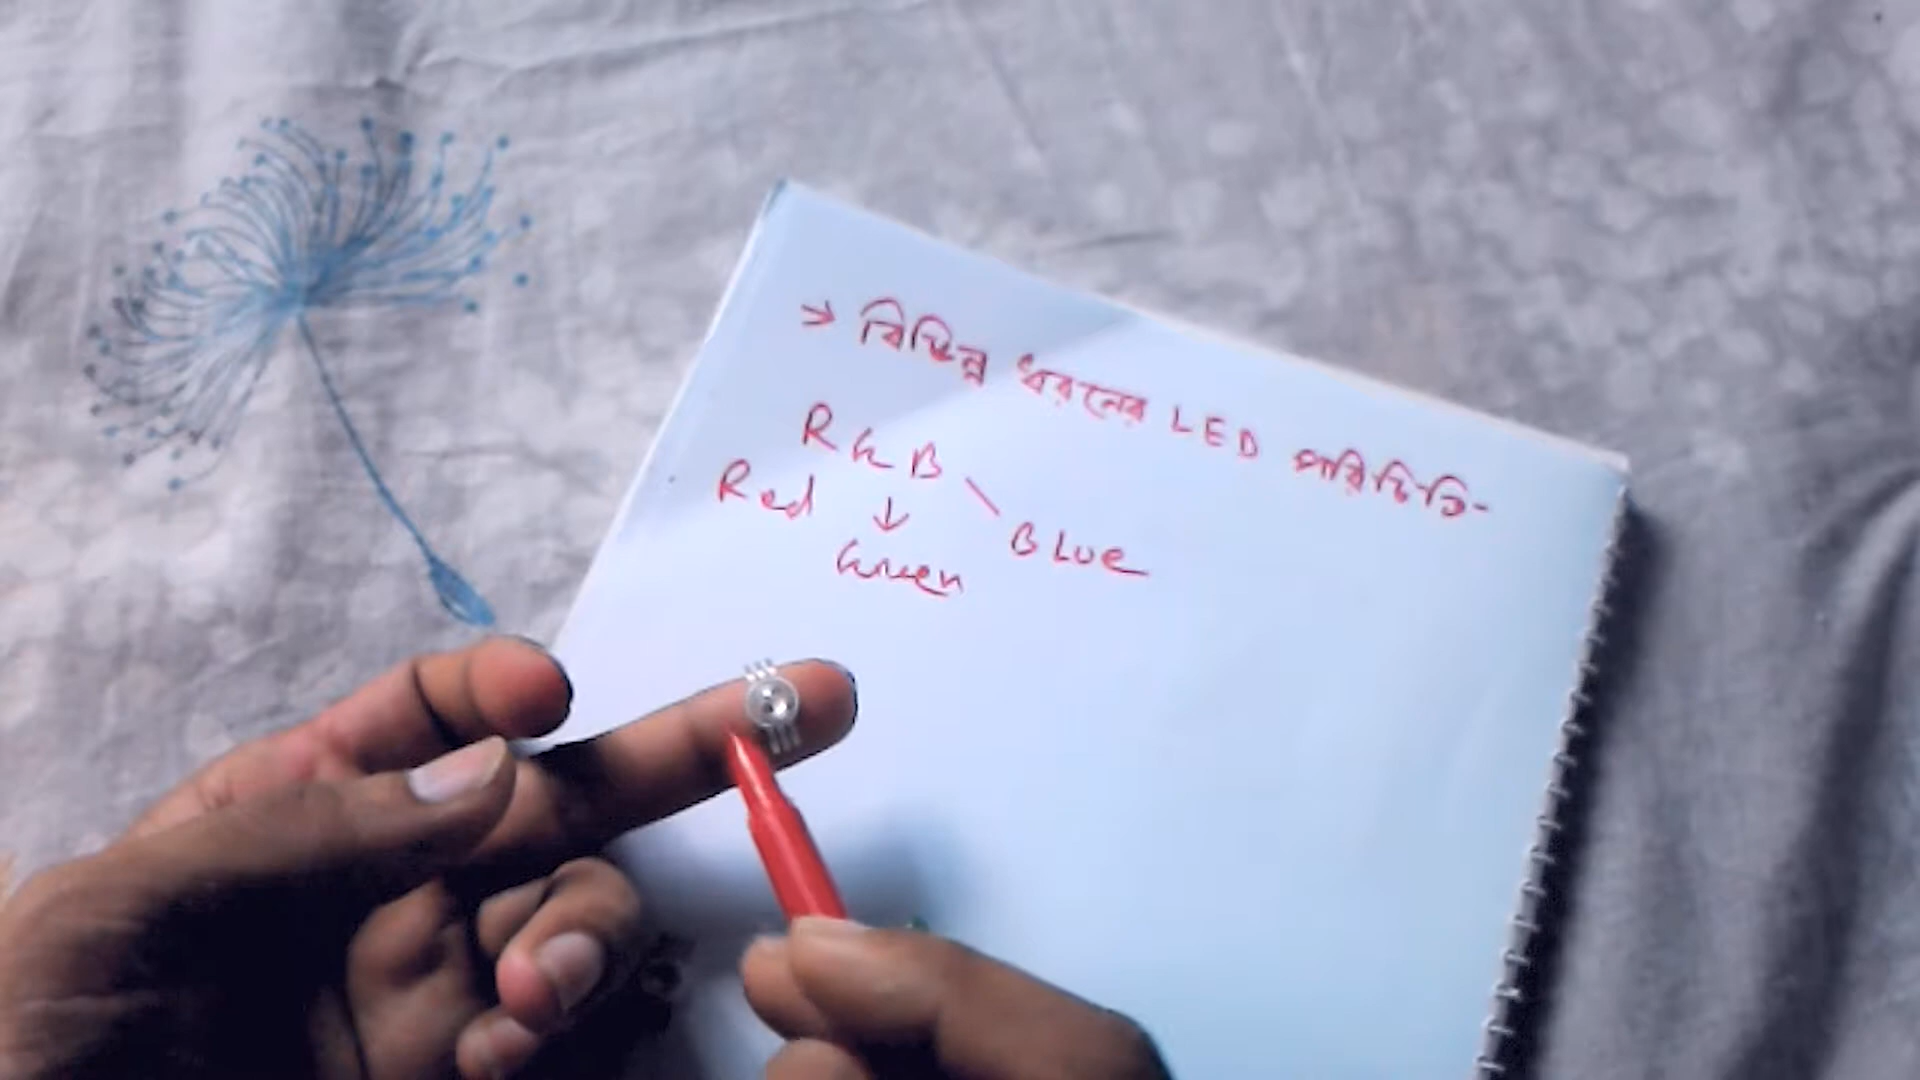 → বিভিন্ন ধরনের LED পরিচিতি-
RGB
Red ↓ \ Blue
Green